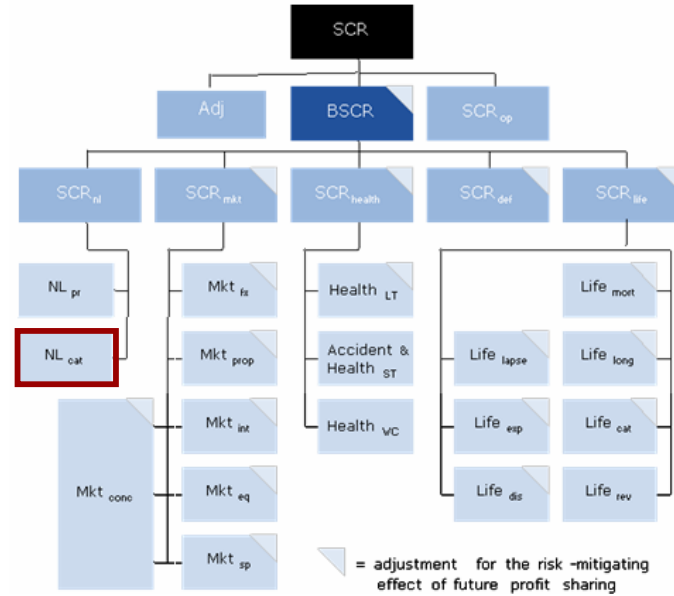 SCR
Adj
BSCR
SCR op
SCR nl
SCR mkt
SCR health
SCR def
SCR life
NL pr
NL cat
Mkt fx
Mkt prop
Mkt int
Mkt eq
Mkt sp
Mkt conc
Health LT
Accident &
Health ST
Health WC
Life lapse
Life exp
Life dis
Life mort
Life long
Life cat
Life rev
= adjustment for the risk -mitigating
effect of future profit sharing